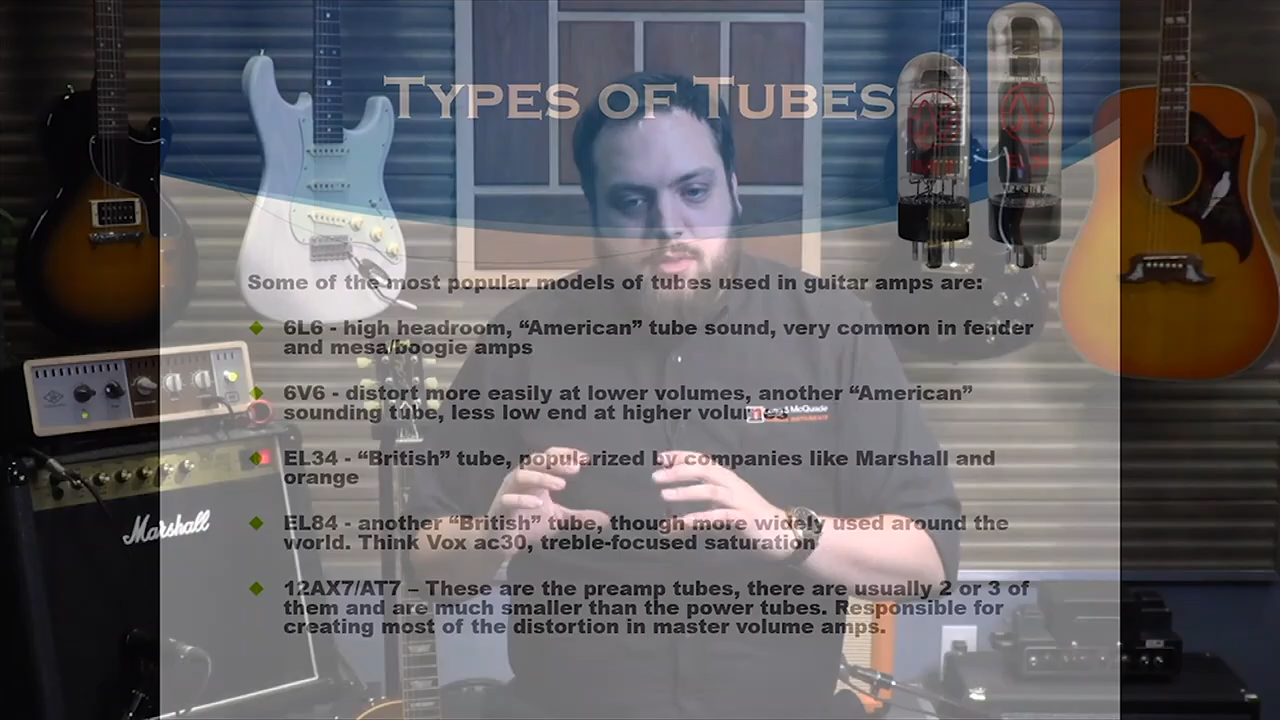 TYPES OF TUBES
Some of the most popular models of tubes used in guitar amps are:
6L6 - high headroom, “American” tube sound, very common in fender
and mesa/boogie amps
6V6 - distort more easily at lower volumes, another “American”
sounding tube, less low end at higher volumes
McQuade
EL34 - “British” tube, popularized by companies like Marshall and
orange
EL84 - another “British” tube, though more widely used around the
world. Think Vox ac30, treble-focused saturation
Marshall
12AX7/AT7 – These are the preamp tubes, there are usually 2 or 3 of
them and are much smaller than the power tubes. Responsible for
creating most of the distortion in master volume amps.